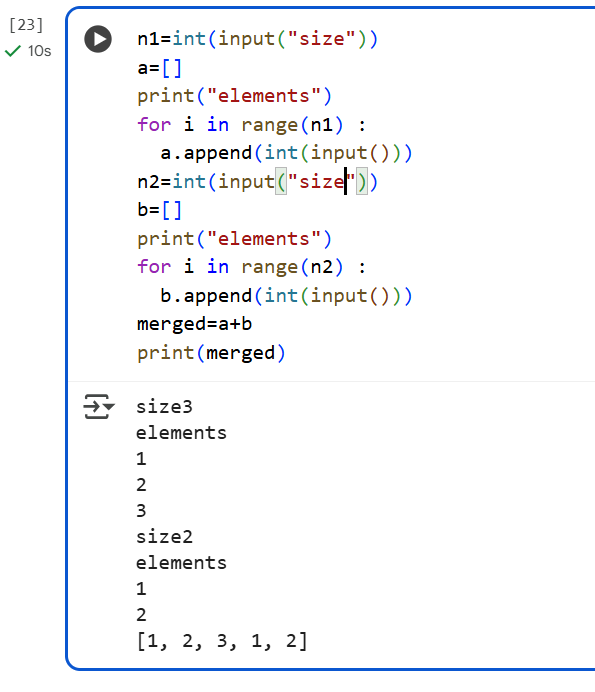 [23]
10s
n1=int(input("size"))
a=[]
print("elements")
for i in range(n1) :
  a.append(int(input()))
n2=int(input("size"))
b=[]
print("elements")
for i in range(n2) :
  b.append(int(input()))
merged=a+b
print(merged)
size3
elements
1
2
3
size2
elements
1
2
[1, 2, 3, 1, 2]